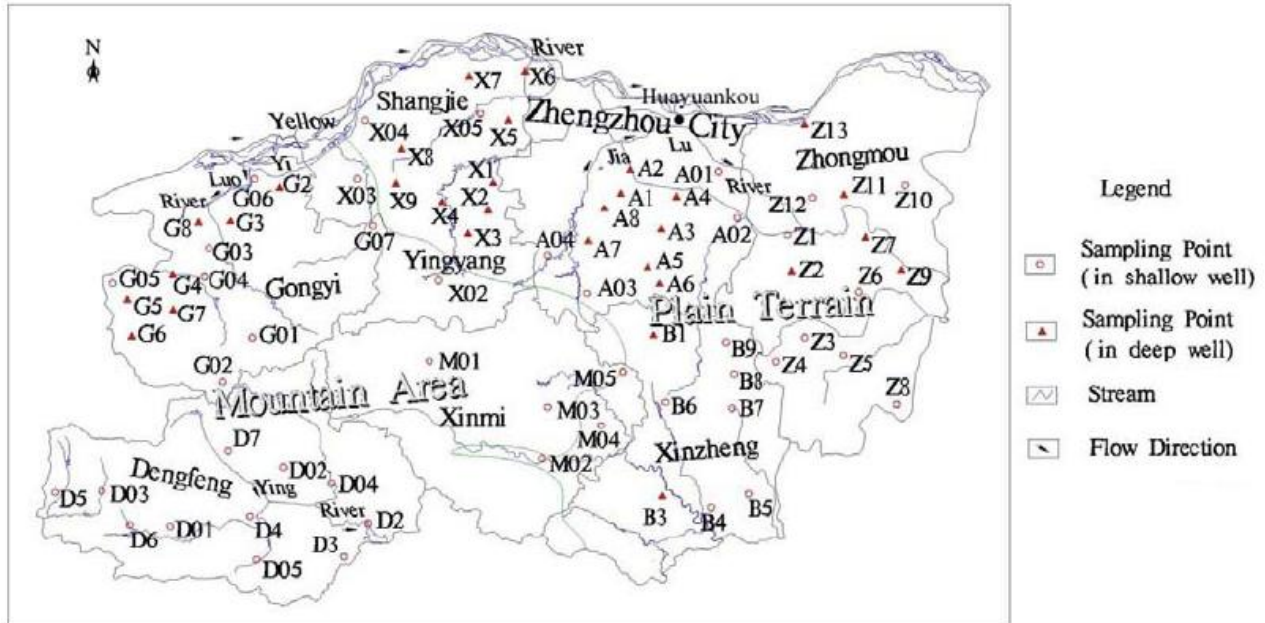 N
River
X7
X6
Shangjie
Huayuankou
Yellow
X04
X05
X5
Zhengzhou City
Z13
X8
Lu
Zhongmou
Yi
Jia
A2
A01
Luo
G06
G2
X03
X9
X1
X2
X4
A1
A4
River
Z11
Z10
Z12
River
G8
G3
A8
A02
G07
X3
A04
A7
A3
Z1
Z7
G03
Yingyang
A5
Z2
Z6
Z9
G05
G4
G04
Gongyi
X02
A03
A6
G5
G7
Plain Terrain
G6
G01
B1
B9
Z3
G02
M01
M05
B8
Z4
Z5
Mountain Area
Z8
Xinmi
M03
B6
B7
M04
D7
Xinzheng
Dengfeng
D02
M02
Ying
D04
D5
D03
B5
River
D2
B3
B4
D6
D01
D4
D3
D05
Legend
Sampling Point
(in shallow well)
Sampling Point
(in deep well)
Stream
Flow Direction